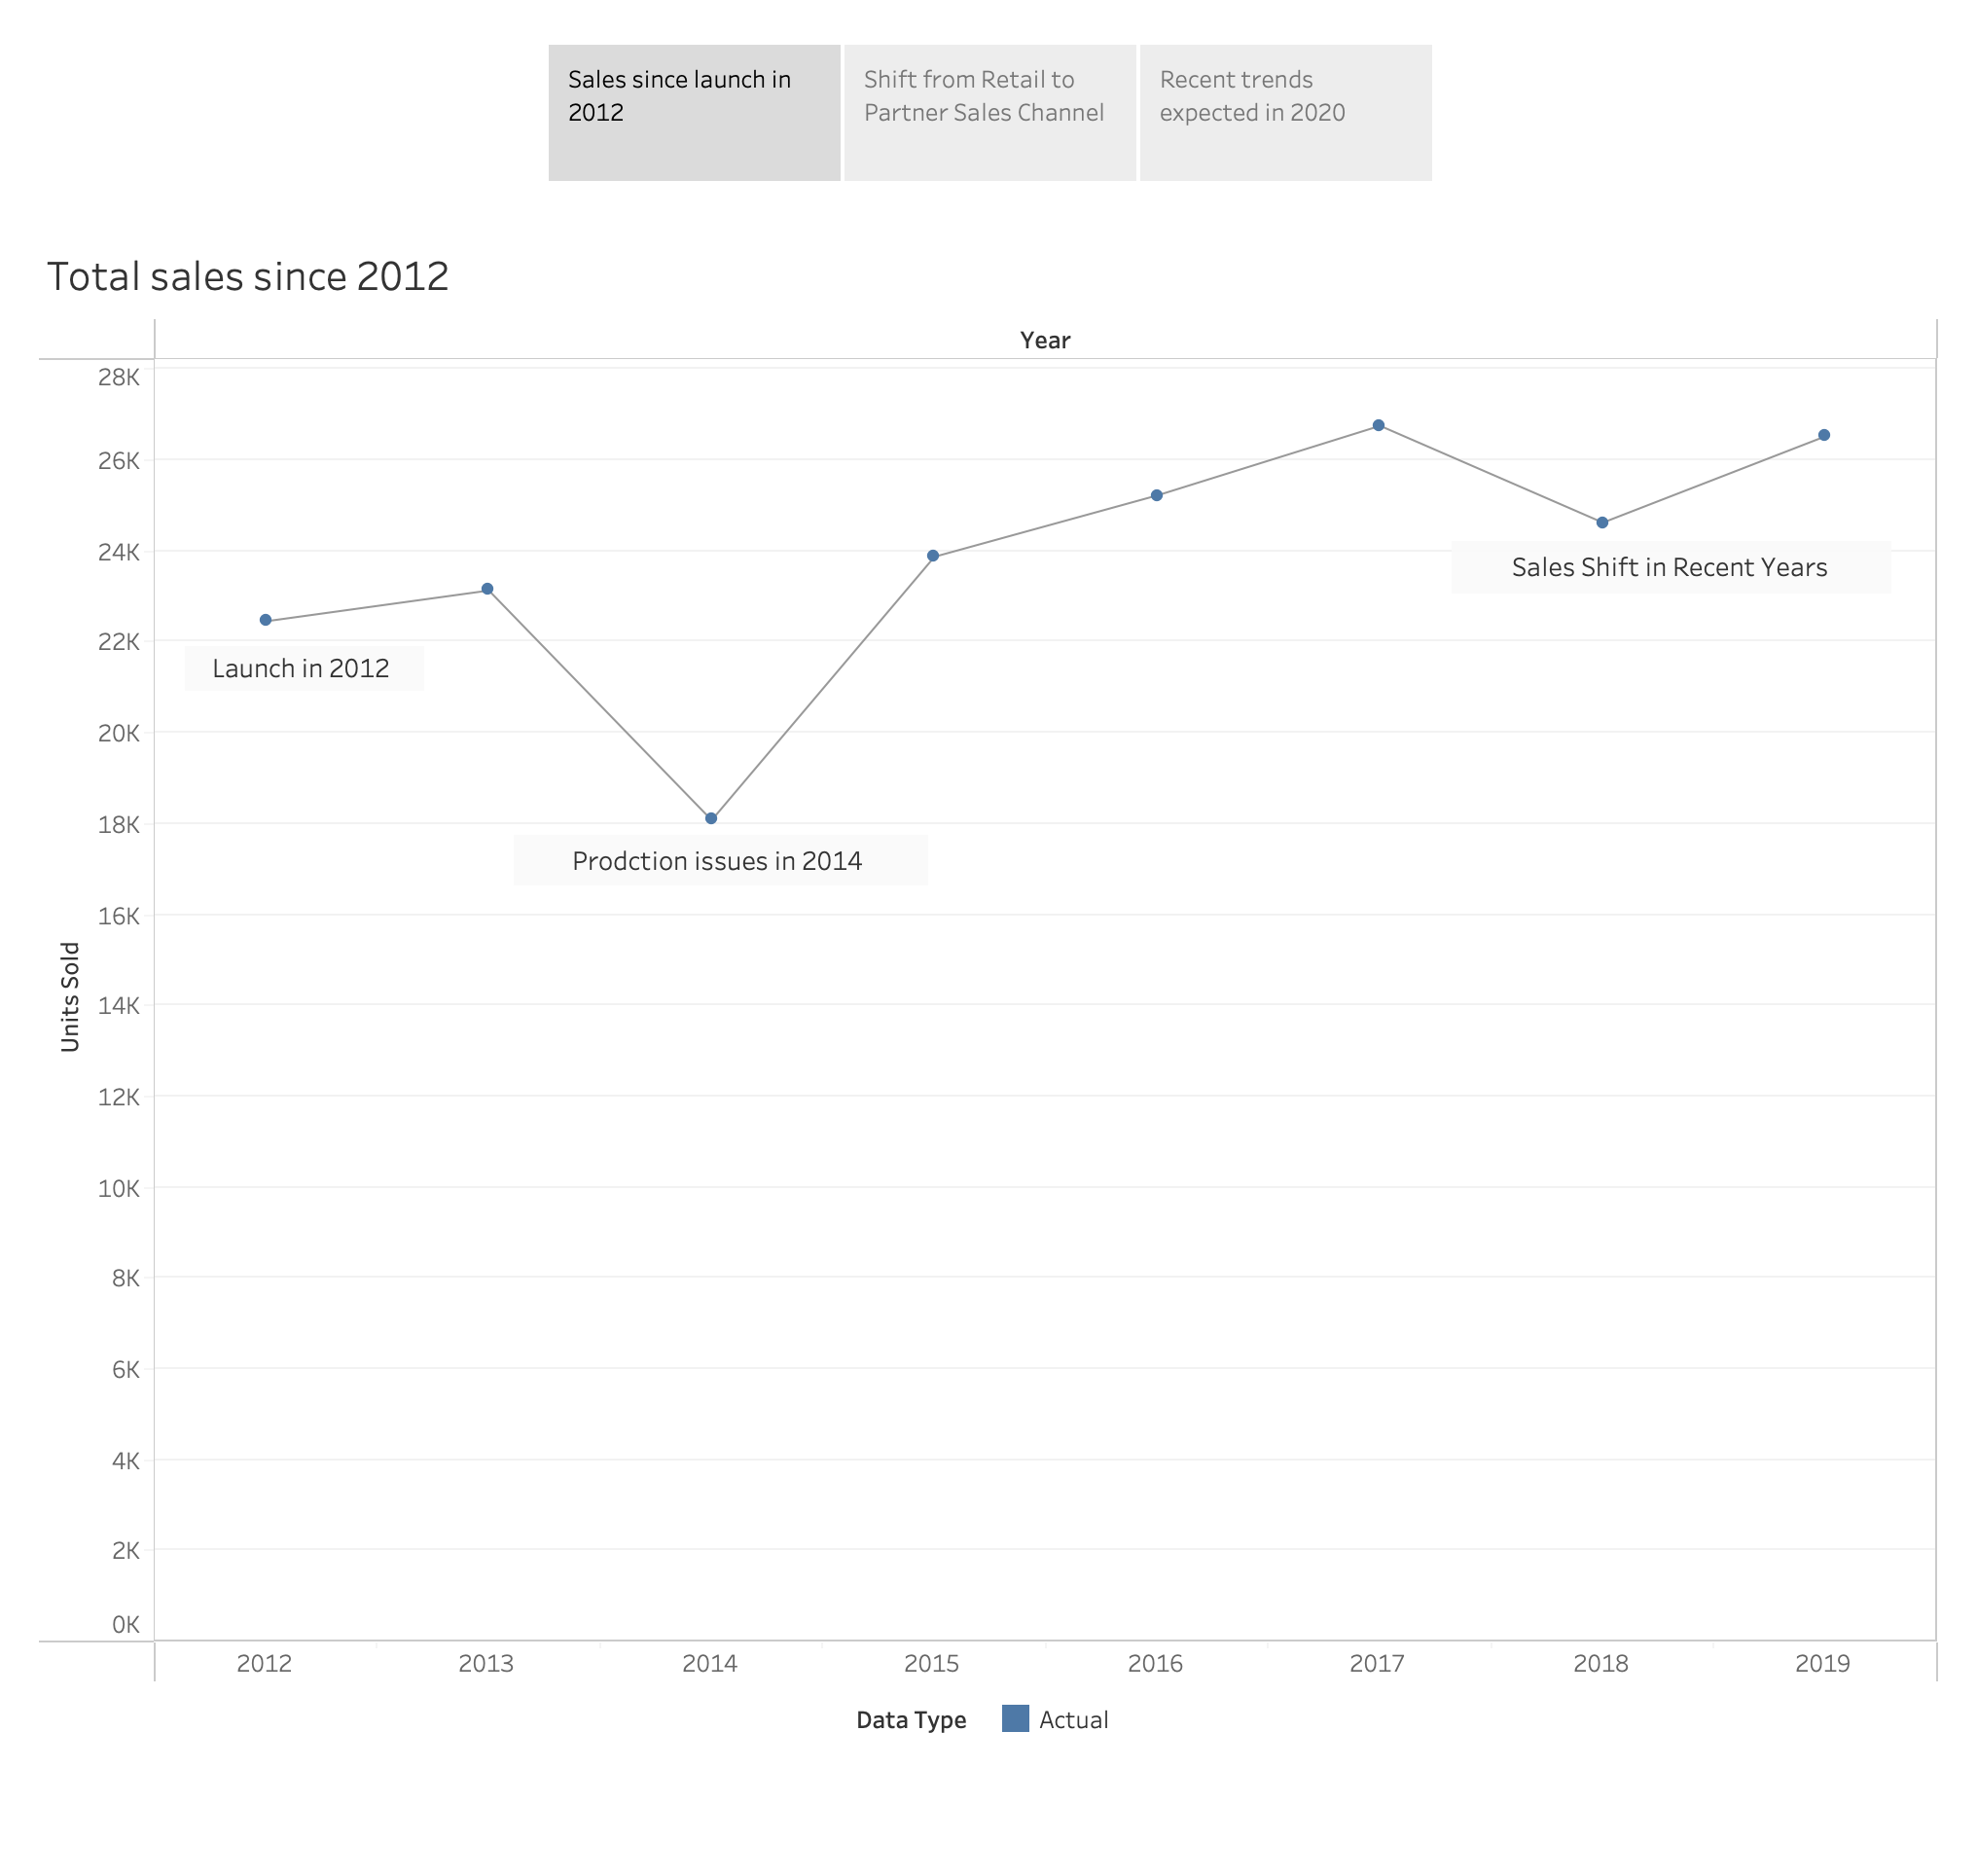 Sales since launch in
2012
Shift from Retail to
Partner Sales Channel
Recent trends
expected in 2020
Total sales since 2012
Year
28K
26K
24K
22K
20K
18K
16K
14K
12K
10K
8K
6K
4K
2K
0K
Units Sold
Launch in 2012
Prodction issues in 2014
Sales Shift in Recent Years
2012
2013
2014
2015
2016
2017
2018
2019
Data Type
Actual